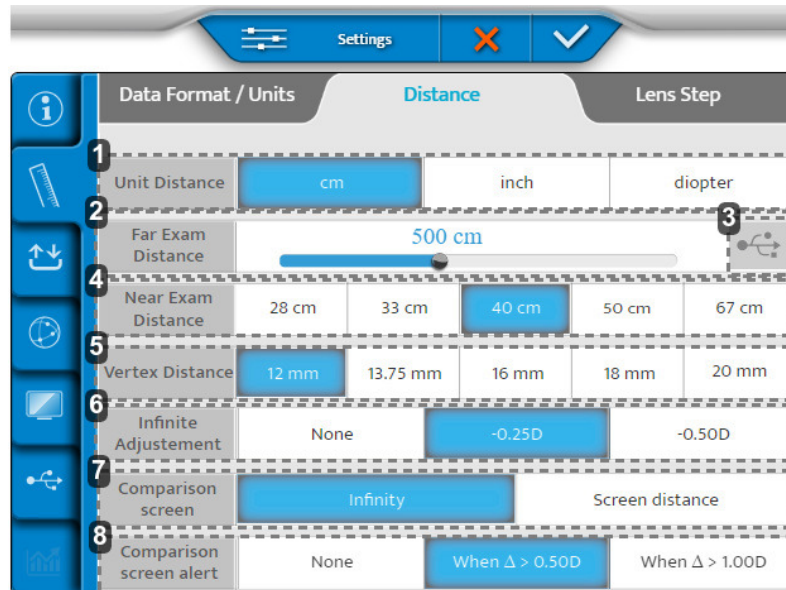 Settings
Data Format / Units
Distance
Lens Step
1
Unit Distance
cm
inch
diopter
2
Far Exam
Distance
500 cm
3
4
Near Exam
Distance
28 cm
33 cm
40 cm
50 cm
67 cm
5
Vertex Distance
12 mm
13.75 mm
16 mm
18 mm
20 mm
6
Infinite
Adjustement
None
-0.25D
-0.50D
7
Comparison
screen
Infinity
Screen distance
8
Comparison
screen alert
None
When Δ > 0.50D
When Δ > 1.00D